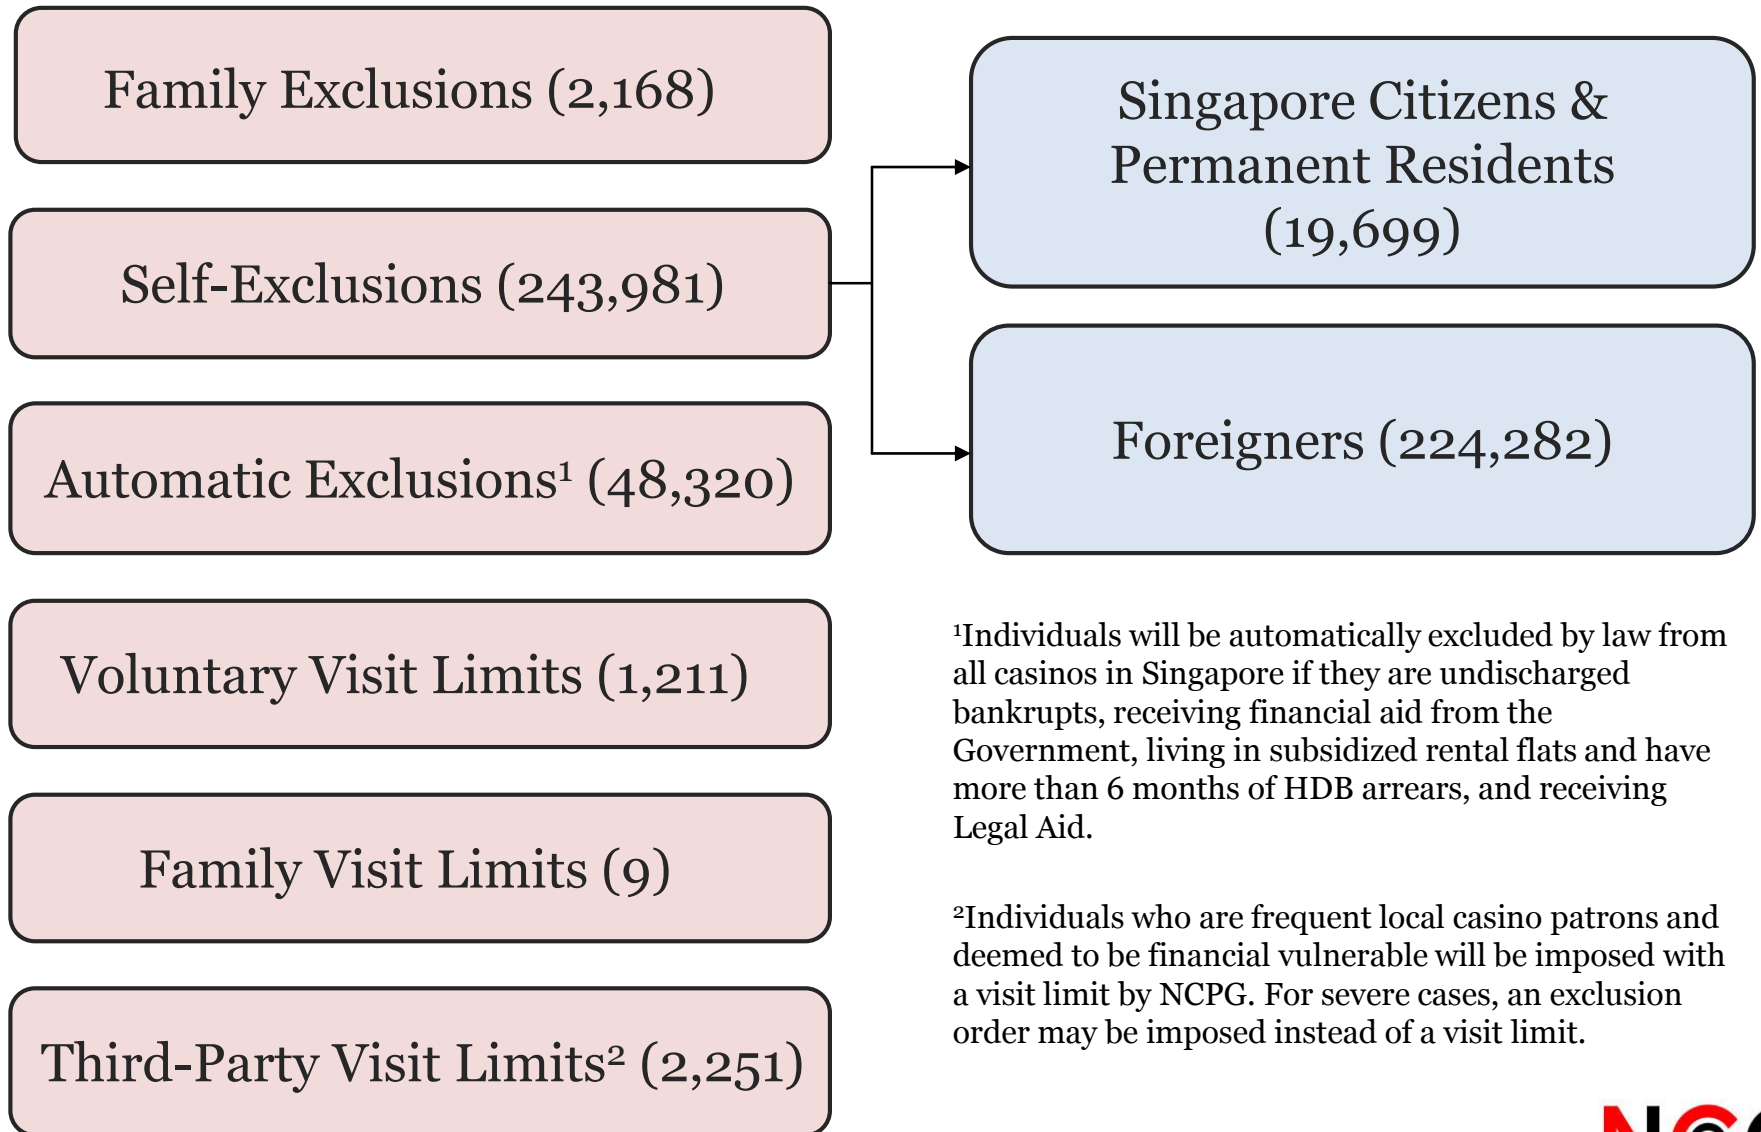 Family Exclusions (2,168)
Self-Exclusions (243,981)
Automatic Exclusions¹ (48,320)
Voluntary Visit Limits (1,211)
Family Visit Limits (9)
Third-Party Visit Limits² (2,251)
Singapore Citizens &
Permanent Residents
(19,699)
Foreigners (224,282)
¹Individuals will be automatically excluded by law from
all casinos in Singapore if they are undischarged
bankrupts, receiving financial aid from the
Government, living in subsidized rental flats and have
more than 6 months of HDB arrears, and receiving
Legal Aid.
²Individuals who are frequent local casino patrons and
deemed to be financial vulnerable will be imposed with
a visit limit by NCPG. For severe cases, an exclusion
order may be imposed instead of a visit limit.